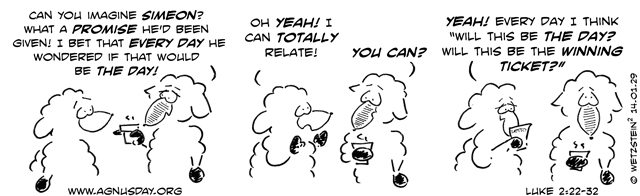 CAN YOU IMAGINE SIMEON?
WHAT A PROMISE HE'D BEEN
GIVEN! I BET THAT EVERY DAY HE
WONDERED IF THAT WOULD
BE THE DAY!
OH YEAH! I
CAN TOTALLY
RELATE!
YOU CAN?
YEAH! EVERY DAY I THINK
"WILL THIS BE THE DAY?
WILL THIS BE THE WINNING
TICKET?"
WWW.AGNUSDAY.ORG
LUKE 2:22-32
© WETZSTEIN² 14.01.29